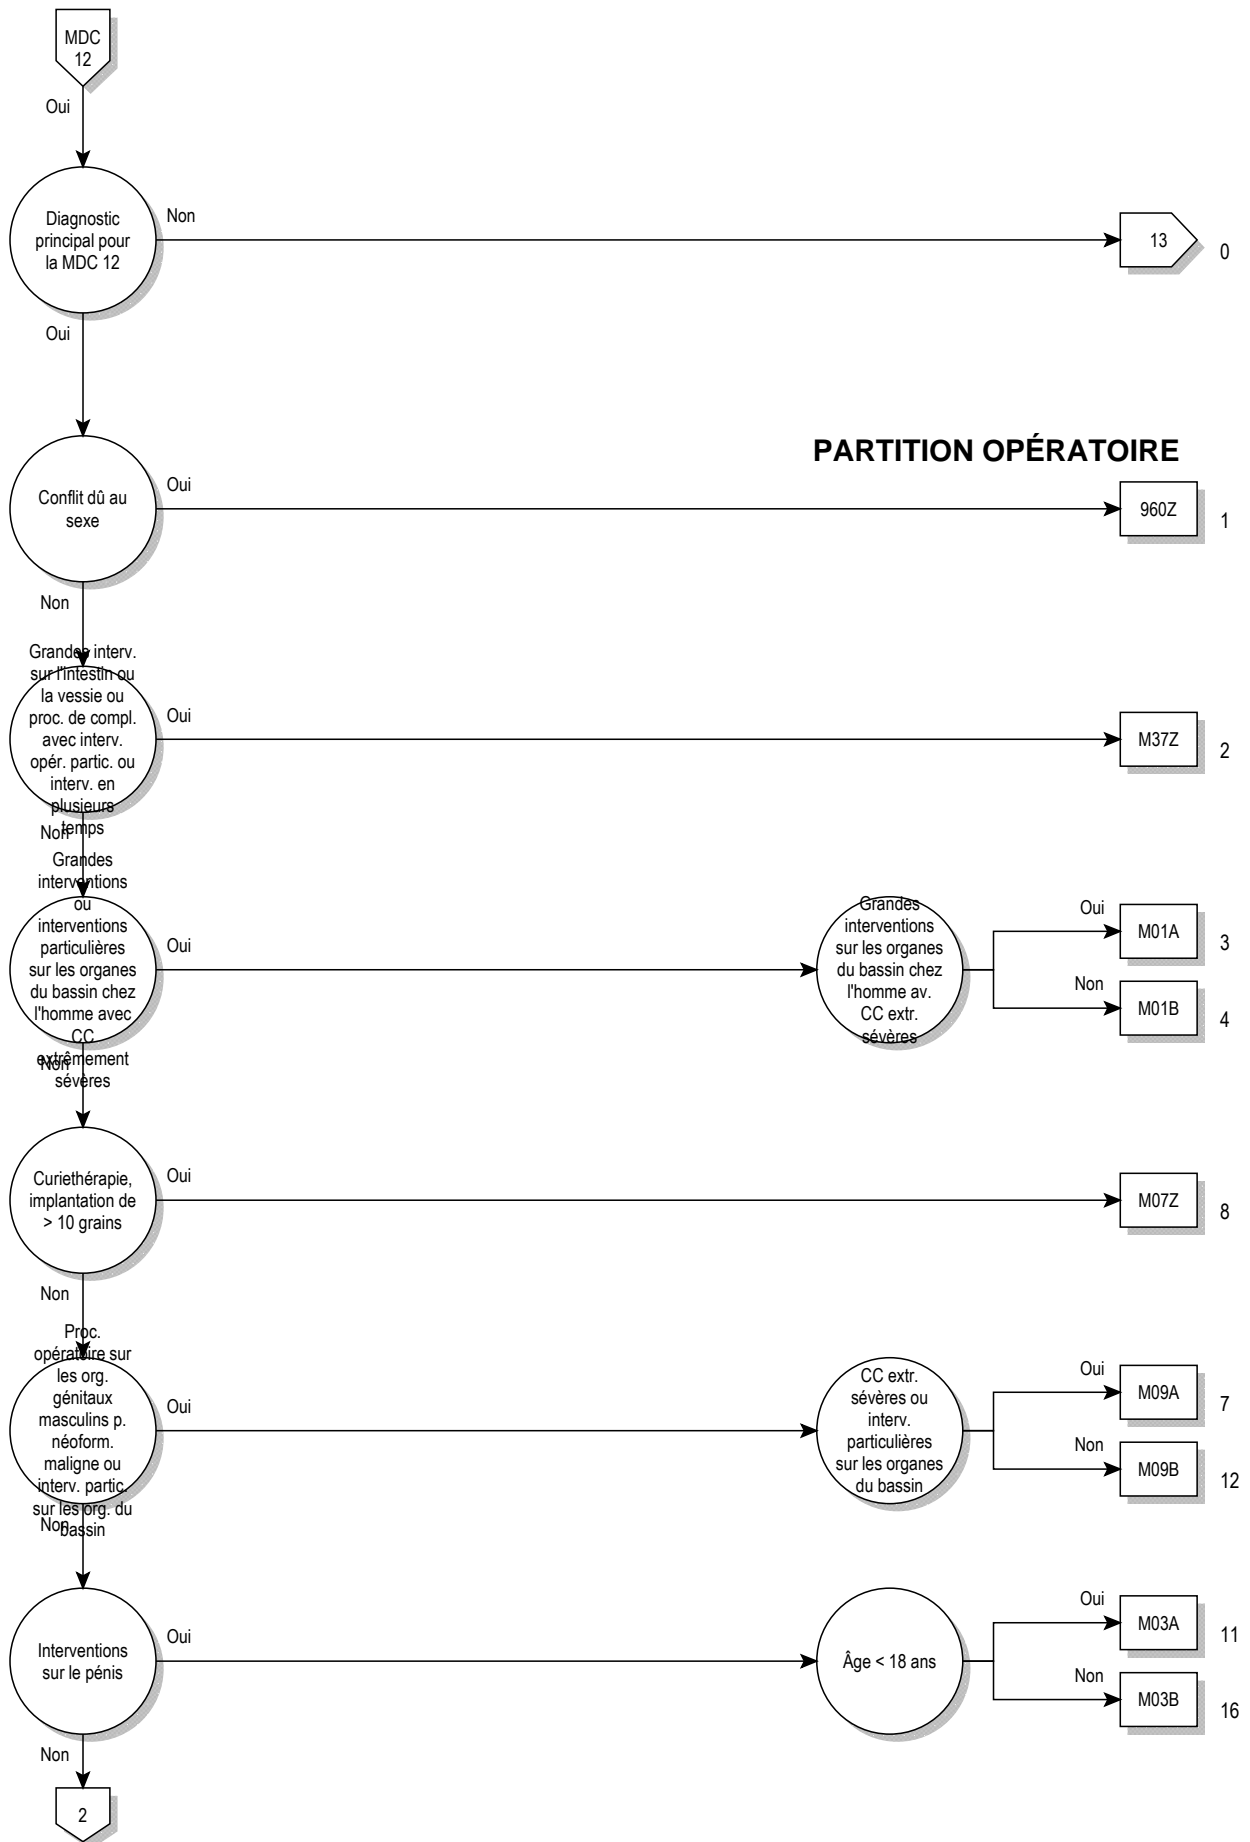 MDC
12
Oui
Diagnostic
principal pour
la MDC 12
Non
13
0
Oui
PARTITION OPÉRATOIRE
Conflit dû au
sexe
Oui
960Z
1
Non
Grandes interv.
sur l'intestin ou
la vessie ou
proc. de compl.
avec interv.
opér. partic. ou
interv. en
plusieurs
temps
Oui
M37Z
2
Non
Grandes
interventions
ou
interventions
particulières
sur les organes
du bassin chez
l'homme avec
CC
extrêmement
sévères
Oui
Grandes
interventions
sur les organes
du bassin chez
l'homme av.
CC extr.
sévères
Oui
M01A
3
Non
M01B
4
Non
Curiethérapie,
implantation de
> 10 grains
Oui
M07Z
8
Non
Proc.
opératoire sur
les org.
génitaux
masculins p.
néoform.
maligne ou
interv. partic.
sur les org. du
bassin
Oui
CC extr.
sévères ou
interv.
particulières
sur les organes
du bassin
Oui
M09A
7
Non
M09B
12
Non
Interventions
sur le pénis
Oui
Âge < 18 ans
Oui
M03A
11
Non
M03B
16
Non
2